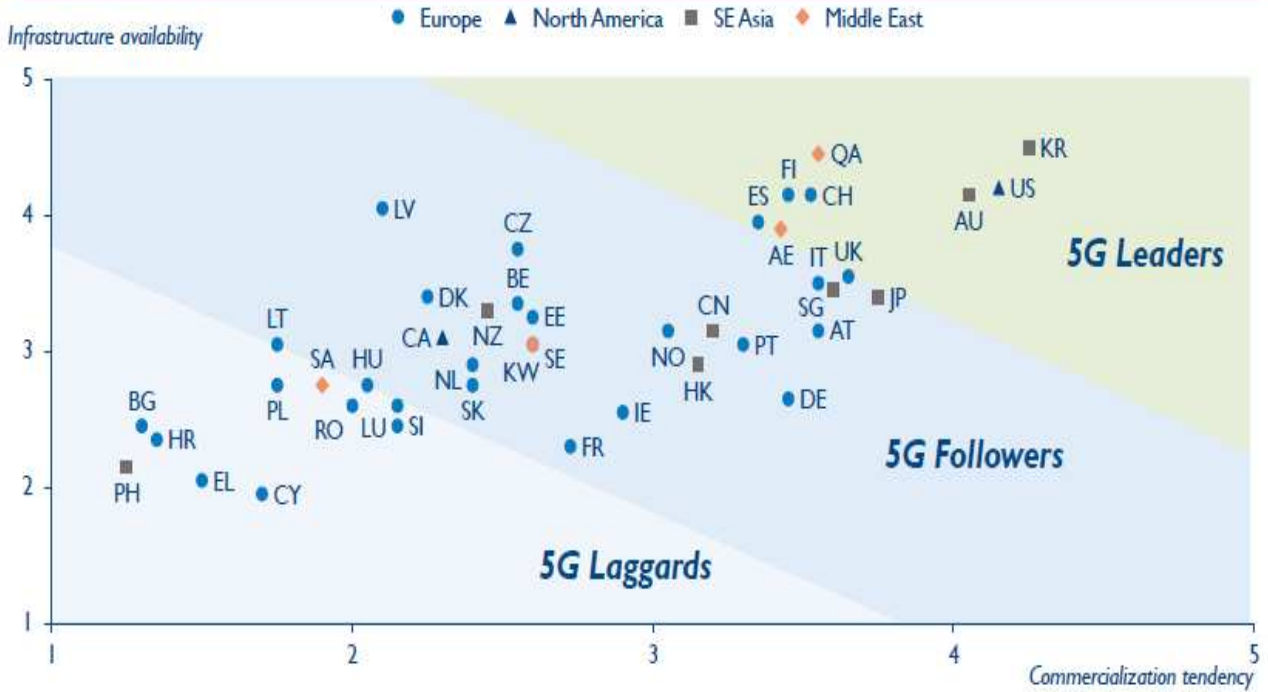 Europe North America SE Asia Middle East
Infrastructure availability
5
KR
QA
FI
US
LV
ES
CH
4
AU
CZ
5G Leaders
AE
IT
UK
BE
DK
SG
JP
CN
EE
LT
CA
NZ
AT
3
NO
PT
SE
SA
HU
KW
NL
HK
BG
PL
SK
DE
RO
LU
SI
IE
HR
FR
5G Followers
PH
EL
2
CY
5G Laggards
1
1
2
3
4
5
Commercialization tendency